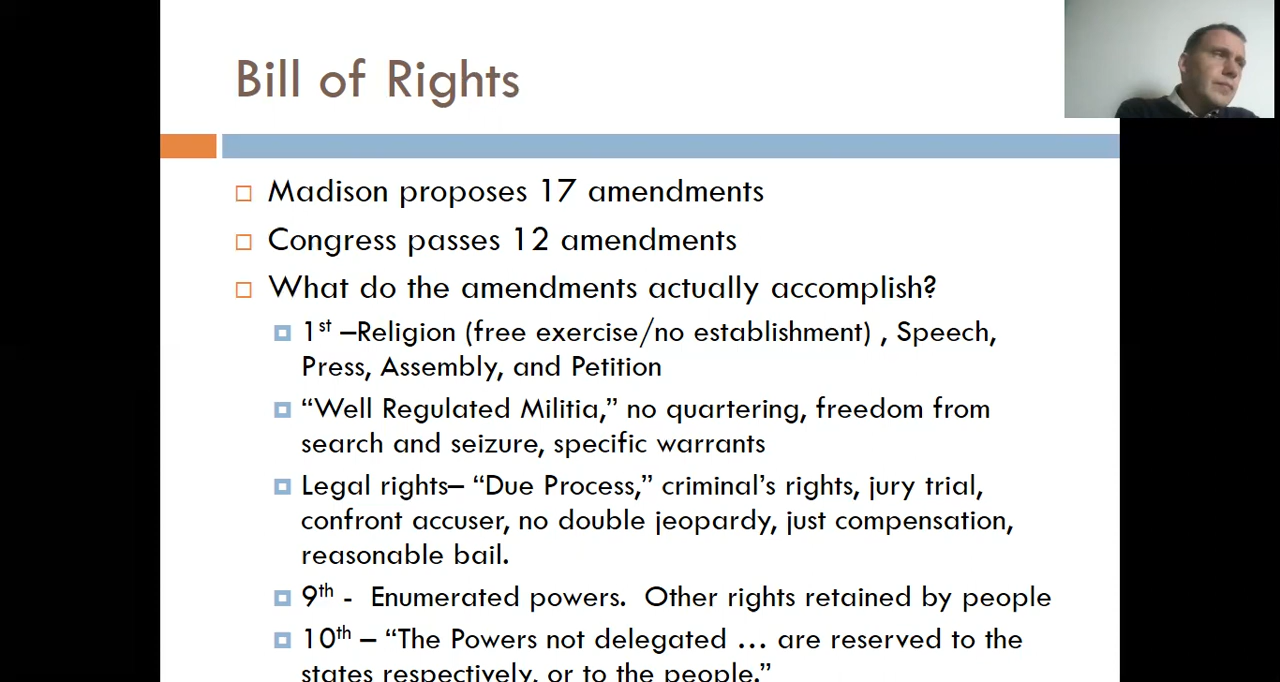 Bill of Rights
Madison proposes 17 amendments
Congress passes 12 amendments
What do the amendments actually accomplish?
1st –Religion (free exercise/no establishment) , Speech,
Press, Assembly, and Petition
“Well Regulated Militia,” no quartering, freedom from
search and seizure, specific warrants
Legal rights– “Due Process,” criminal’s rights, jury trial,
confront accuser, no double jeopardy, just compensation,
reasonable bail.
9th - Enumerated powers. Other rights retained by people
10th – “The Powers not delegated … are reserved to the
states respectively, or to the people.”